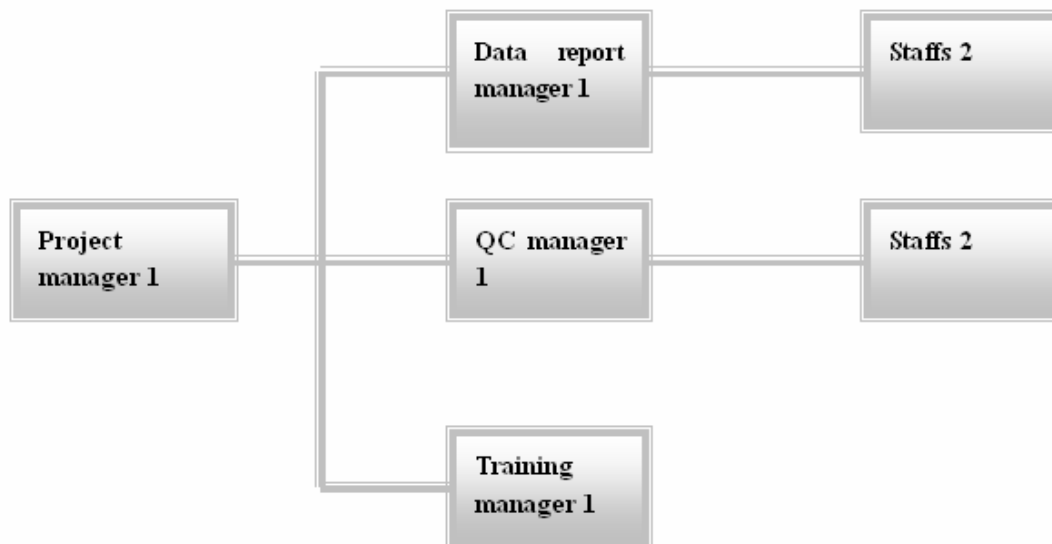 Data report
manager 1
Staffs 2
Project
manager 1
QC manager
1
Staffs 2
Training
manager 1